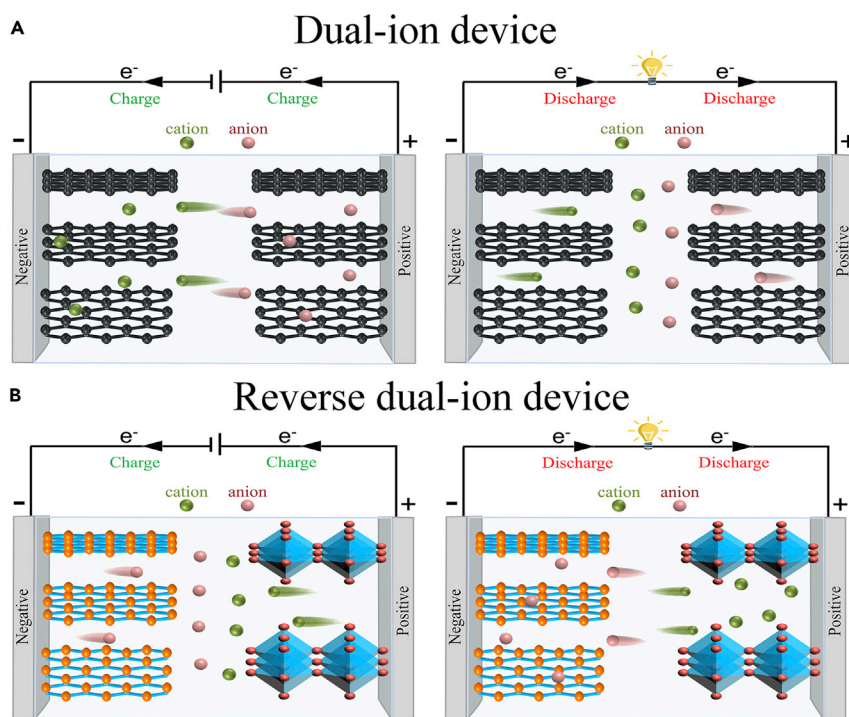 A
Dual-ion device
e-
e-
Charge
Charge
cation
anion
-
+
Negative
Positive
e-
e-
Discharge
Discharge
cation
anion
-
+
Negative
Positive
B
Reverse dual-ion device
e-
e-
Charge
Charge
cation
anion
-
+
Negative
Positive
e-
e-
Discharge
Discharge
cation
anion
-
+
Negative
Positive